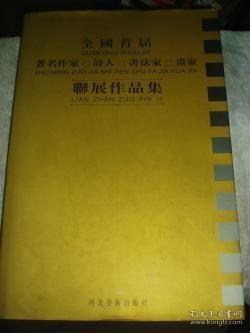 全國首届
QUAN GUO SHOU JIE
著名作家□詩人□書法家□畫家
ZHU MING ZUO JIA SHI REN SHU FA JIA HUA JIA
聯展作品集
LIAN ZHAN ZUO PIN JI
河北美術出版社